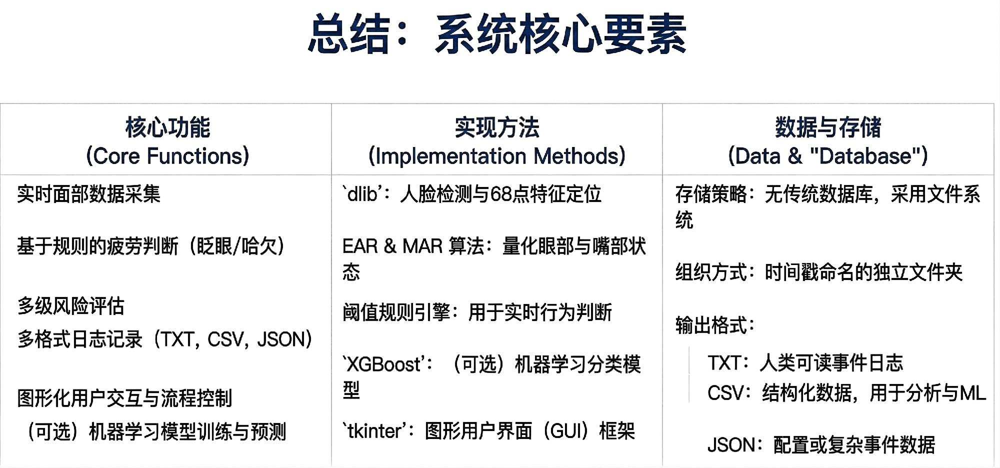 总结：系统核心要素
核心功能
(Core Functions)
实时面部数据采集
基于规则的疲劳判断（眨眼/哈欠）
多级风险评估
多格式日志记录（TXT, CSV, JSON）
图形化用户交互与流程控制
（可选）机器学习模型训练与预测
实现方法
(Implementation Methods)
`dlib’：人脸检测与68点特征定位
EAR & MAR 算法：量化眼部与嘴部状
态
阈值规则引擎：用于实时行为判断
`XGBoost’：（可选）机器学习分类模
型
`tkinter’：图形用户界面（GUI）框架
数据与存储
(Data & "Database")
存储策略：无传统数据库，采用文件系
统
组织方式：时间戳命名的独立文件夹
输出格式：
TXT：人类可读事件日志
CSV：结构化数据，用于分析与ML
JSON：配置或复杂事件数据